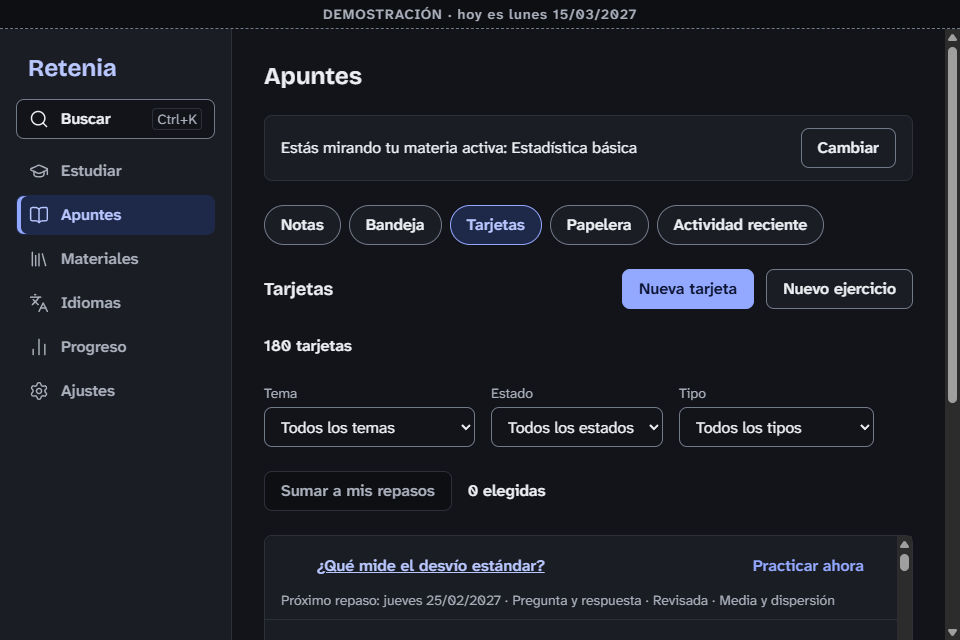 DEMOSTRACIÓN · hoy es lunes 15/03/2027
Retenia
Buscar Ctrl+K
Estudiar
Apuntes
Materiales
Idiomas
Progreso
Ajustes
Apuntes
Estás mirando tu materia activa: Estadística básica
Cambiar
Notas Bandeja Tarjetas Papelera Actividad reciente
Tarjetas
Nueva tarjeta Nuevo ejercicio
180 tarjetas
Tema Estado Tipo
Todos los temas Todos los estados Todos los tipos
Sumar a mis repasos 0 elegidas
¿Qué mide el desvío estándar? Practicar ahora
Próximo repaso: jueves 25/02/2027 · Pregunta y respuesta · Revisada · Media y dispersión